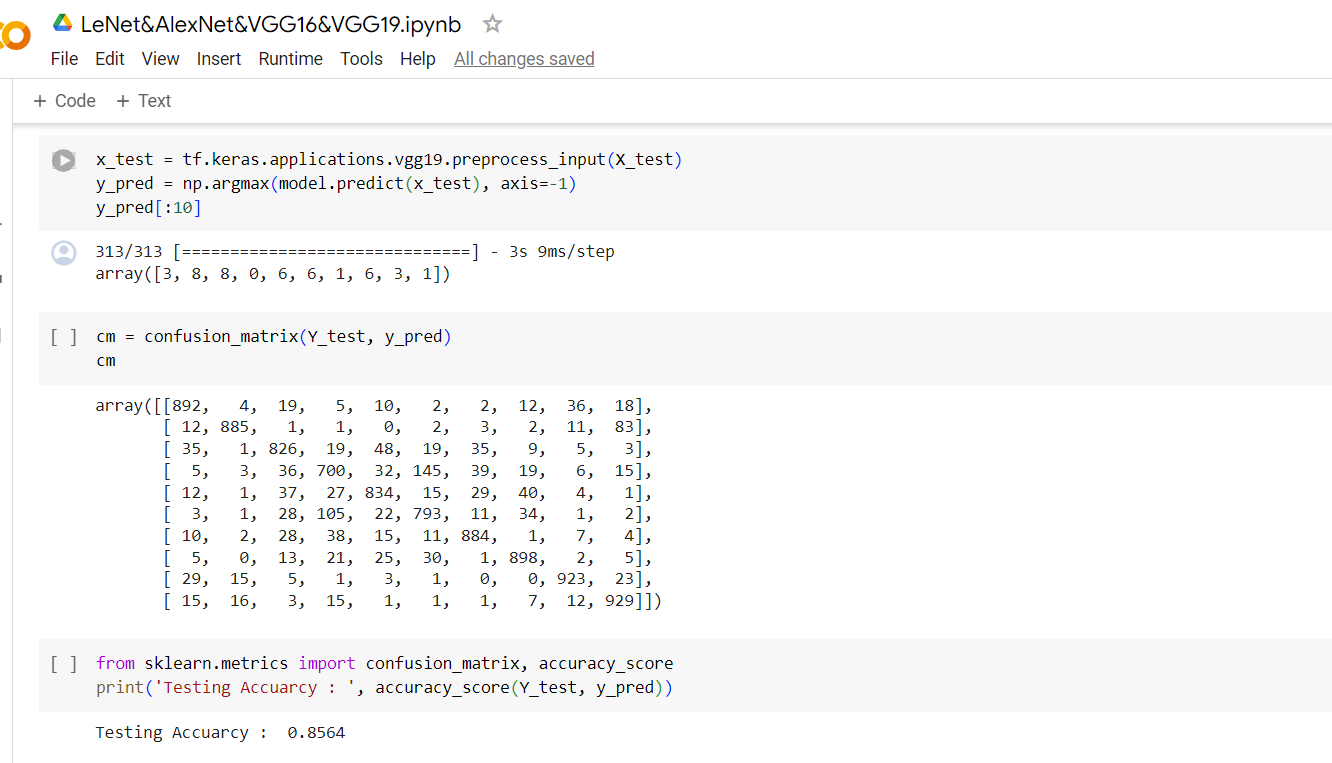 LeNet&AlexNet&VGG16&VGG19.ipynb
File Edit View Insert Runtime Tools Help All changes saved
+ Code + Text
x_test = tf.keras.applications.vgg19.preprocess_input(X_test)
y_pred = np.argmax(model.predict(x_test), axis=-1)
y_pred[:10]
313/313 [==============================] - 3s 9ms/step
array([3, 8, 8, 0, 6, 6, 1, 6, 3, 1])
[ ] cm = confusion_matrix(Y_test, y_pred)
cm
array([[892,   4,  19,   5,  10,   2,   2,  12,  36,  18],
[ 12, 885,   1,   1,   0,   2,   3,   2,  11,  83],
[ 35,   1, 826,  19,  48,  19,  35,   9,   5,   3],
[  5,   3,  36, 700,  32, 145,  39,  19,   6,  15],
[ 12,   1,  37,  27, 834,  15,  29,  40,   4,   1],
[  3,   1,  28, 105,  22, 793,  11,  34,   1,   2],
[ 10,   2,  28,  38,  15,  11, 884,   1,   7,   4],
[  5,   0,  13,  21,  25,  30,   1, 898,   2,   5],
[ 29,  15,   5,   1,   3,   1,   0,   0, 923,  23],
[ 15,  16,   3,  15,   1,   1,   1,   7,  12, 929]])
[ ] from sklearn.metrics import confusion_matrix, accuracy_score
print('Testing Accuarcy : ', accuracy_score(Y_test, y_pred))
Testing Accuarcy :  0.8564